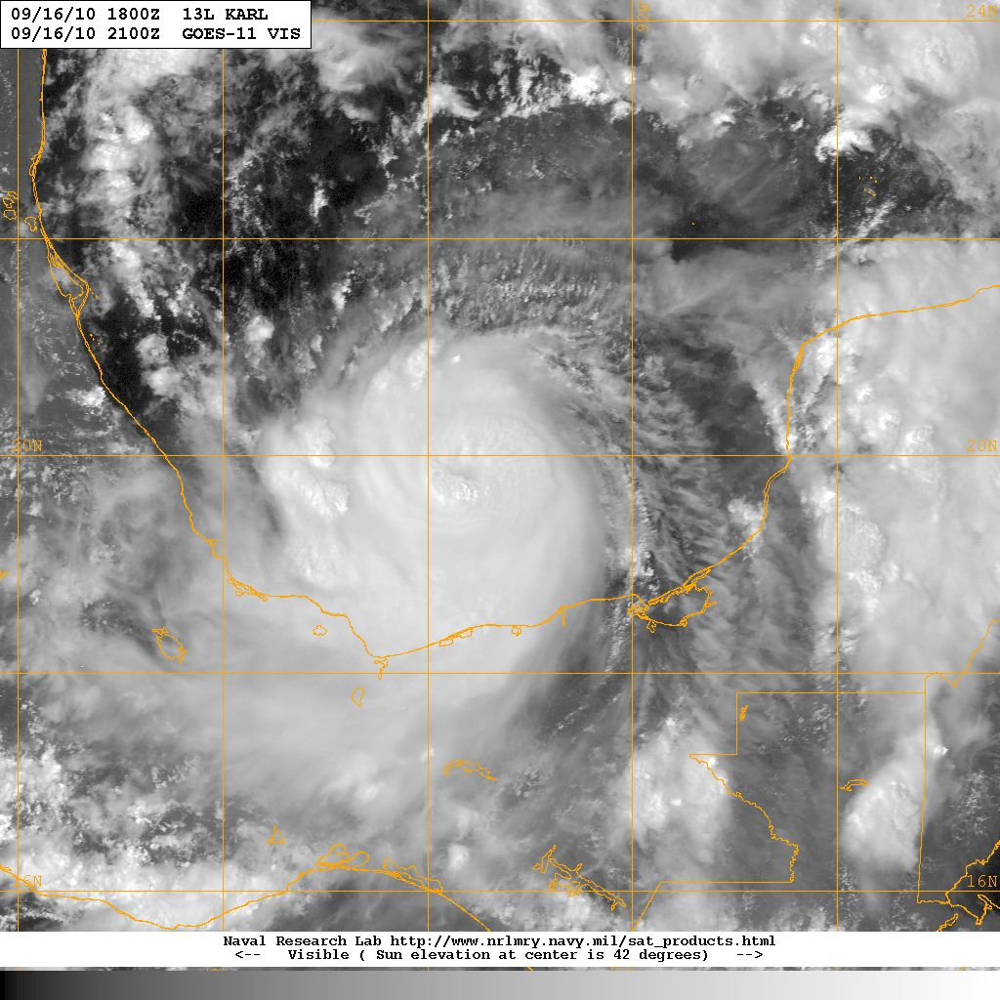 09/16/10 1800Z 13L KARL
09/16/10 2100Z GOES-11 VIS
24N
92W
20N
20N
16N
16N
Naval Research Lab http://www.nrlmry.navy.mil/sat_products.html
<-- Visible ( Sun elevation at center is 42 degrees) -->